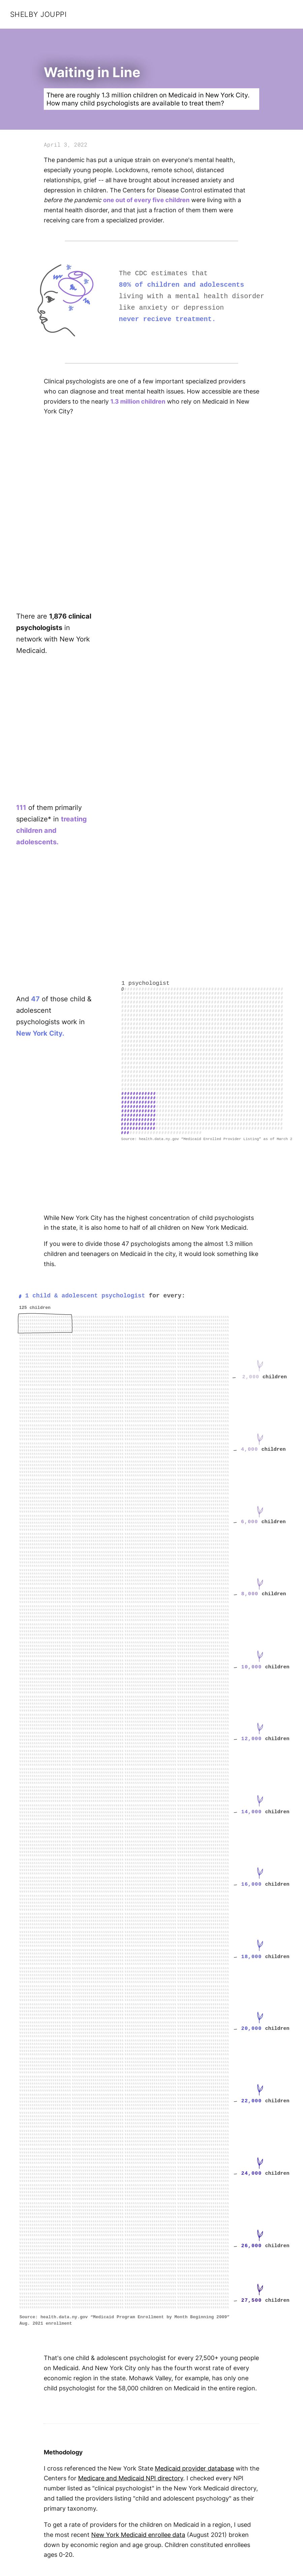 SHELBY JOUPPI
Waiting in Line
There are roughly 1.3 million children on Medicaid in New York City.
How many child psychologists are available to treat them?
April 3, 2022
The pandemic has put a unique strain on everyone's mental health,
especially young people. Lockdowns, remote school, distanced
relationships, grief -- all have brought about increased anxiety and
depression in children. The Centers for Disease Control estimated that
before the pandemic one out of every five children were living with a
mental health disorder, and that just a fraction of them them were
receiving care from a specialized provider.
The CDC estimates that
80% of children and adolescents
living with a mental health disorder
like anxiety or depression
never recieve treatment.
Clinical psychologists are one of a few important specialized providers
who can diagnose and treat mental health issues. How accessible are these
providers to the nearly 1.3 million children who rely on Medicaid in New
York City?
There are 1,876 clinical
psychologists in
network with New York
Medicaid.
111 of them primarily
specialize* in treating
children and
adolescents.
And 47 of those child &
adolescent
psychologists work in
New York City.
1 psychologist
Source: health.data.ny.gov "Medicaid Enrolled Provider Listing" as of March 2
While New York City has the highest concentration of child psychologists
in the state, it is also home to half of all children on New York Medicaid.
If you were to divide those 47 psychologists among the almost 1.3 million
children and teenagers on Medicaid in the city, it would look something like
this.
1 child & adolescent psychologist for every:
125 children
— 2,000 children
— 4,000 children
— 6,000 children
— 8,000 children
— 10,000 children
— 12,000 children
— 14,000 children
— 16,000 children
— 18,000 children
— 20,000 children
— 22,000 children
— 24,000 children
— 26,000 children
— 27,500 children
Source: health.data.ny.gov "Medicaid Program Enrollment by Month Beginning 2009"
Aug. 2021 enrollment
That's one child & adolescent psychologist for every 27,500+ young people
on Medicaid. And New York City only has the fourth worst rate of every
economic region in the state. Mohawk Valley, for example, has only one
child psychologist for the 58,000 children on Medicaid in the entire region.
Methodology
I cross referenced the New York State Medicaid provider database with the
Centers for Medicare and Medicaid NPI directory. I checked every NPI
number listed as "clinical psychologist" in the New York Medicaid directory,
and tallied the providers listing "child and adolescent psychology" as their
primary taxonomy.
To get a rate of providers for the children on Medicaid in a region, I used
the most recent New York Medicaid enrollee data (August 2021) broken
down by economic region and age group. Children constituted enrollees
ages 0-20.